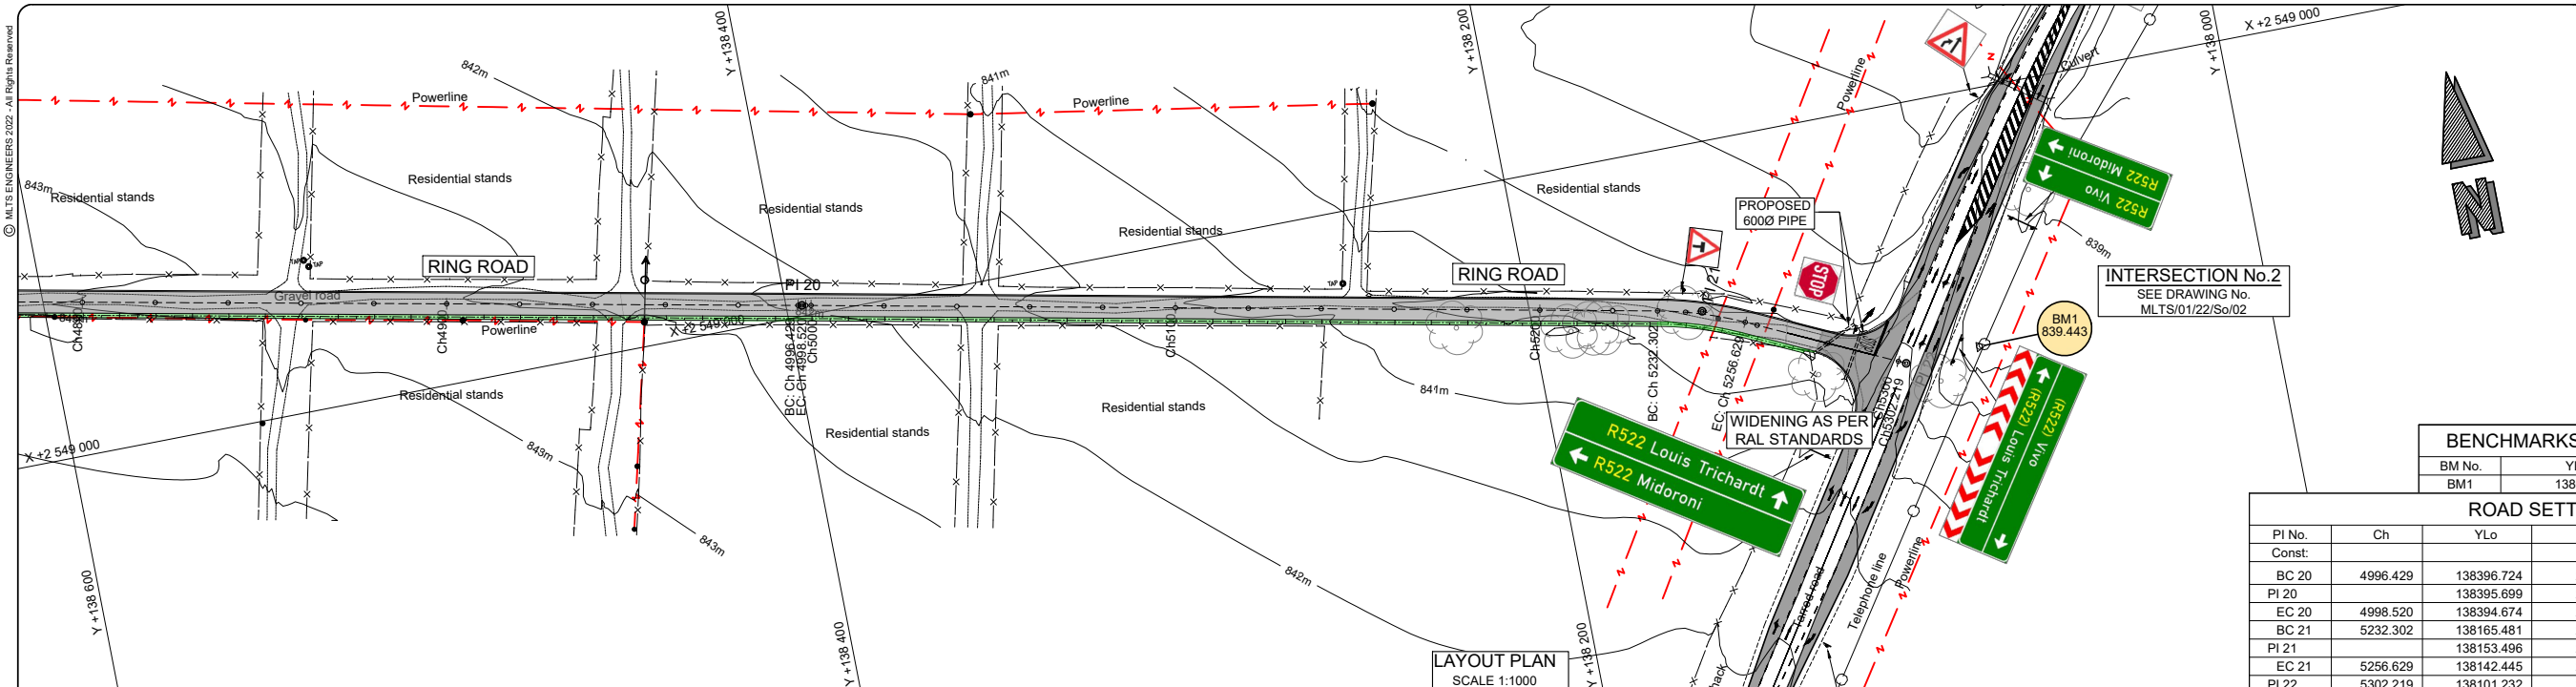 © MLTS ENGINEERS 2022 - All Rights Reserved
Y +138 400
Y +138 200
Y +138 000
X +2 549 000
842m
841m
Powerline
Powerline
Powerline
Culvert
843m
Residential stands
Residential stands
Residential stands
Residential stands
Residential stands
R522 Midoroni
R522 Vivo
N
PROPOSED
600Ø PIPE
839m
TAP
TAP
TAP
RING ROAD
RING ROAD
PI 20
PI 21
STOP
INTERSECTION No.2
SEE DRAWING No.
MLTS/01/22/So/02
BM1
839.443
Gravel road
Powerline
X +2 549 000
Ch4900
Ch5000
Ch5100
Ch5200
BC: Ch 4996.429
EC: Ch 4998.520
BC: Ch 5232.302
EC: Ch 5256.629
Ch5300
Ch5302.219
841m
Residential stands
Residential stands
Residential stands
WIDENING AS PER
RAL STANDARDS
R522 Louis Trichardt
R522 Midoroni
(R522) Vivo
(R522) Louis Trichardt
X +2 549 000
843m
843m
842m
Y +138 600
Y +138 400
Y +138 200
Tarred road
Telephone line
Powerline
LAYOUT PLAN
SCALE 1:1000
BENCHMARKS
BM No.
BM1 138
ROAD SETT
PI No. Ch YLo
Const:
BC 20 4996.429 138396.724
PI 20 138395.699
EC 20 4998.520 138394.674
BC 21 5232.302 138165.481
PI 21 138153.496
EC 21 5256.629 138142.445
PI 22 5302.219 138101.232